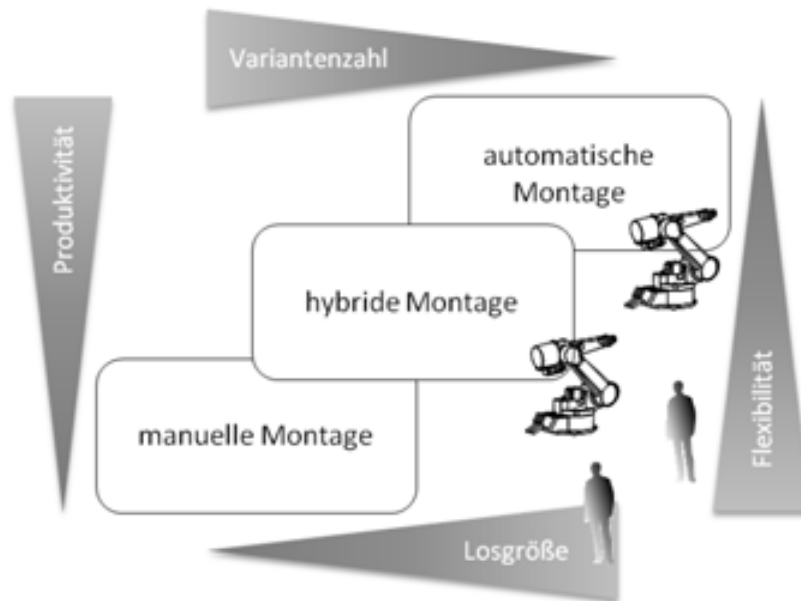 Variantenzahl
Produktivität
automatische
Montage
hybride Montage
manuelle Montage
Flexibilität
Losgröße